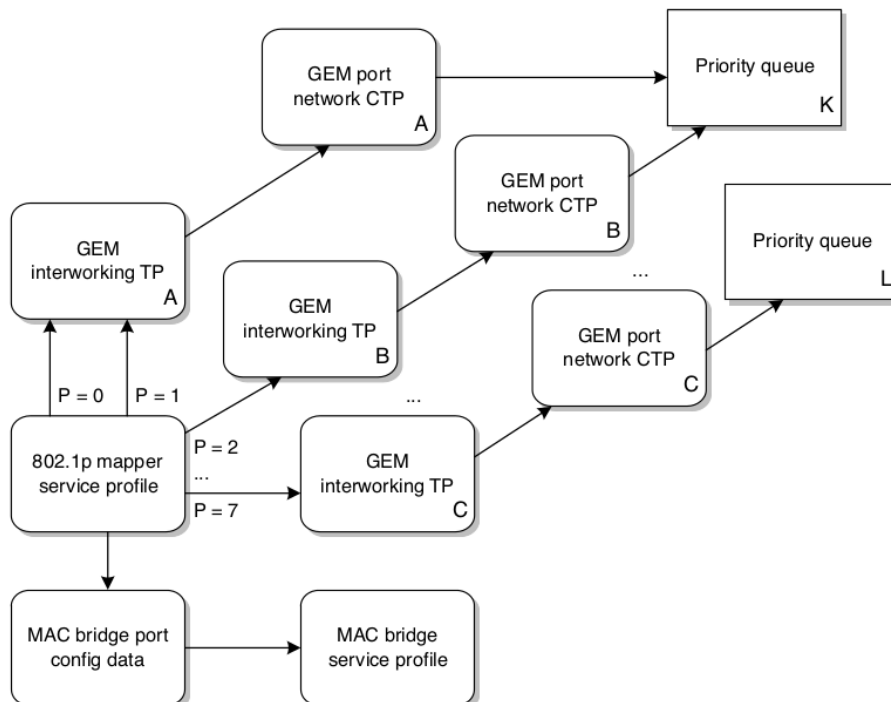 GEM port
network CTP
A
Priority queue
K
GEM port
network CTP
B
Priority queue
L
GEM
interworking TP
A
GEM
interworking TP
B
...
GEM port
network CTP
C
P = 0
P = 1
...
802.1p mapper
service profile
P = 2
...
P = 7
GEM
interworking TP
C
MAC bridge port
config data
MAC bridge
service profile